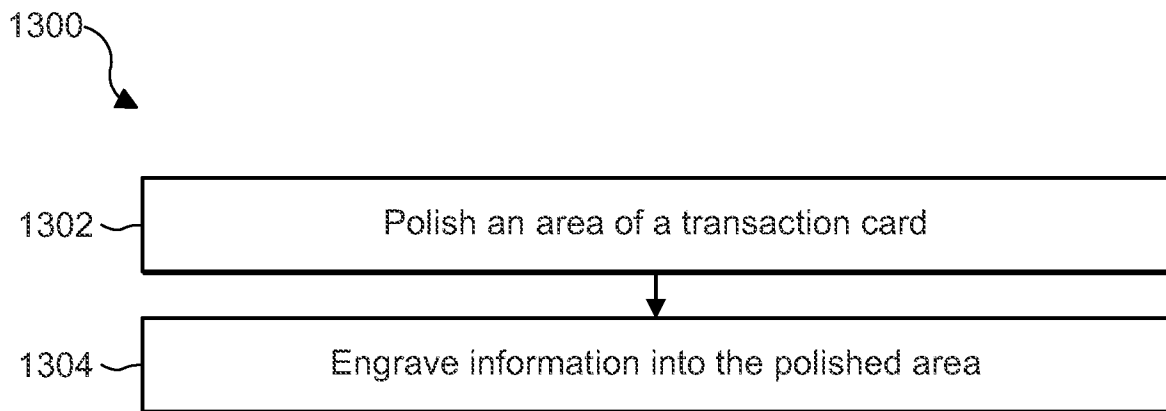 1300
1302 Polish an area of a transaction card
1304 Engrave information into the polished area